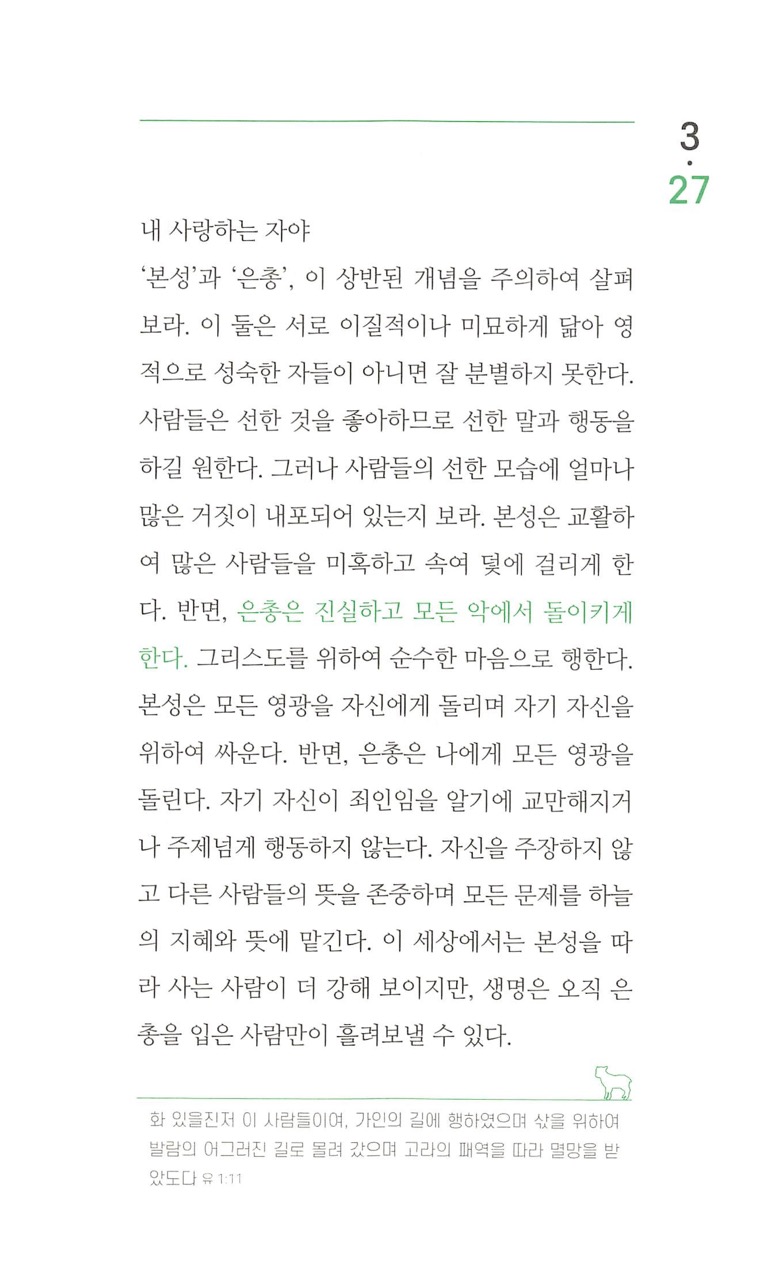 3
·
27
내 사랑하는 자야
‘본성’과 ‘은총’, 이 상반된 개념을 주의하여 살펴
보라. 이 둘은 서로 이질적이나 미묘하게 닮아 영
적으로 성숙한 자들이 아니면 잘 분별하지 못한다.
사람들은 선한 것을 좋아하므로 선한 말과 행동을
하길 원한다. 그러나 사람들의 선한 모습에 얼마나
많은 거짓이 내포되어 있는지 보라. 본성은 교활하
여 많은 사람들을 미혹하고 속여 덫에 걸리게 한
다. 반면, 은총은 진실하고 모든 악에서 돌이키게
한다. 그리스도를 위하여 순수한 마음으로 행한다.
본성은 모든 영광을 자신에게 돌리며 자기 자신을
위하여 싸운다. 반면, 은총은 나에게 모든 영광을
돌린다. 자기 자신이 죄인임을 알기에 교만해지거
나 주제넘게 행동하지 않는다. 자신을 주장하지 않
고 다른 사람들의 뜻을 존중하며 모든 문제를 하늘
의 지혜와 뜻에 맡긴다. 이 세상에서는 본성을 따
라 사는 사람이 더 강해 보이지만, 생명은 오직 은
총을 입은 사람만이 흘려보낼 수 있다.
화 있을진저 이 사람들이여, 가인의 길에 행하였으며 삯을 위하여
발람의 어그러진 길로 몰려 갔으며 고라의 패역을 따라 멸망을 받
았도다 유 1:11